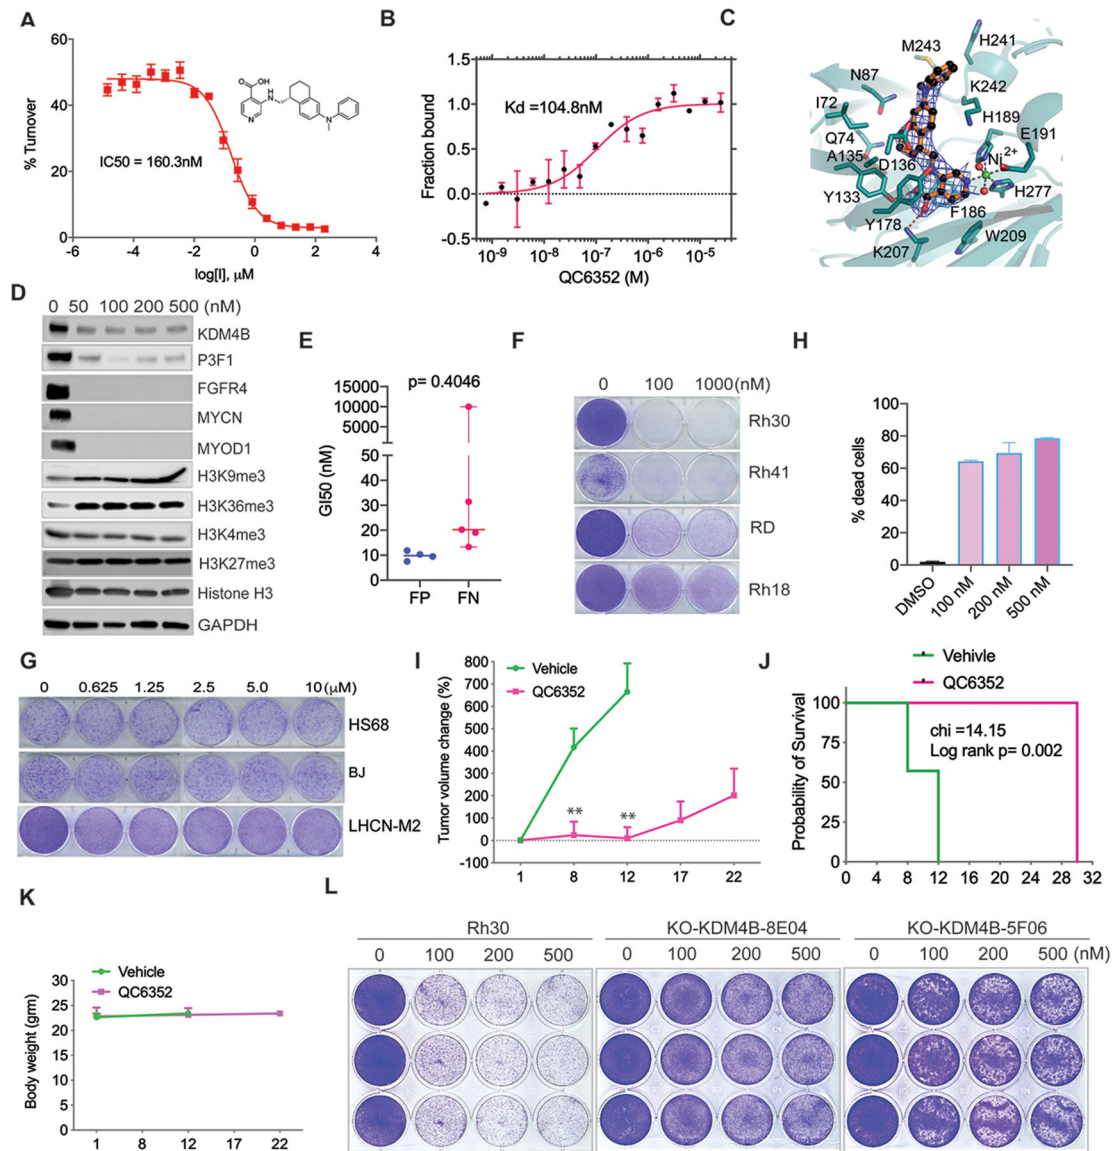 A
60
40
20
0
-6
-4
-2
0
2
4
% Turnover
log[I], μM
IC50 = 160.3nM
O
OH
HN
N
N
B
1.5
1.0
0.5
0.0
-0.5
Fraction bound
Kd =104.8nM
10-9
10-8
10-7
10-6
10-5
QC6352 (M)
C
M243
H241
N87
K242
I72
H189
Q74
E191
A135
D136
Ni2+
Y133
H277
F186
Y178
W209
K207
D
0 50 100 200 500 (nM)
KDM4B
P3F1
FGFR4
MYCN
MYOD1
H3K9me3
H3K36me3
H3K4me3
H3K27me3
Histone H3
GAPDH
E
p= 0.4046
15000
10000
5000
50
40
30
20
10
0
GI50 (nM)
FP
FN
F
0 100 1000(nM)
Rh30
Rh41
RD
Rh18
H
100
80
60
40
20
0
% dead cells
DMSO
100 nM
200 nM
500 nM
G
0 0.625 1.25 2.5 5.0 10(μM)
HS68
BJ
LHCN-M2
I
800
700
600
500
400
300
200
100
0
-100
Tumor volume change (%)
Vehicle
QC6352
**
**
1 8 12 17 22
J
Vehivle
QC6352
100
75
50
25
0
Probability of Survival
chi =14.15
Log rank p= 0.002
0 4 8 12 16 20 24 28 32
K
Vehicle
QC6352
30
25
20
15
10
5
0
Body weight (grm)
1 8 12 17 22
L
Rh30
KO-KDM4B-8E04
KO-KDM4B-5F06
0 100 200 500
0 100 200 500
0 100 200 500 (nM)